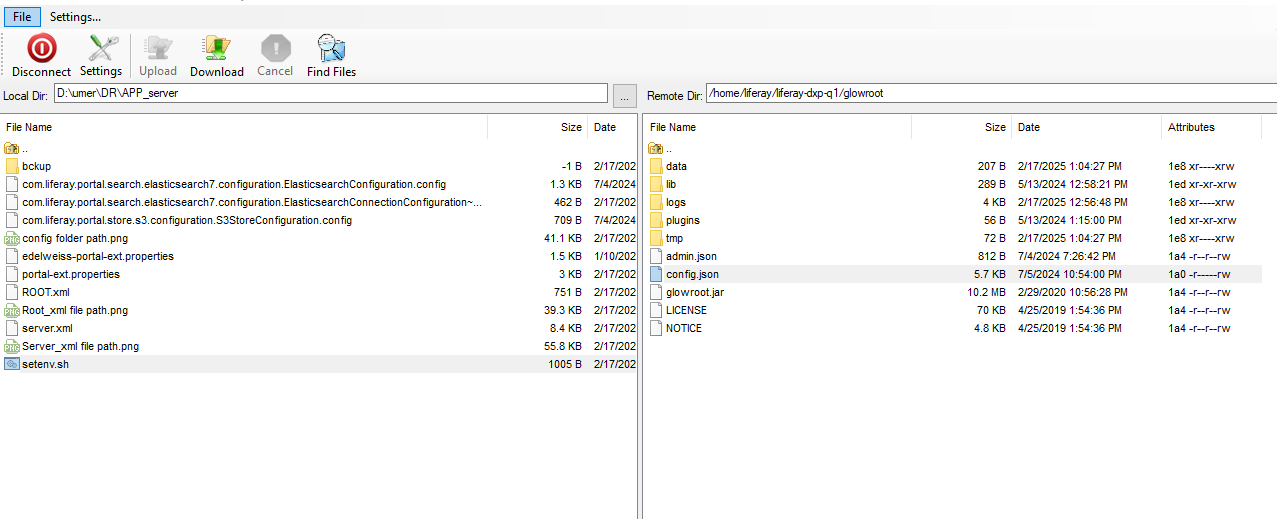 File Settings...
Disconnect Settings Upload Download Cancel Find Files
Local Dir: D:\umer\DR\APP_server ... Remote Dir: /home/liferay/liferay-dxp-q1/glowroot
File Name Size Date
..
bckup -1 B 2/17/202
com.liferay.portal.search.elasticsearch7.configuration.ElasticsearchConfiguration.config 1.3 KB 7/4/2024
com.liferay.portal.search.elasticsearch7.configuration.ElasticsearchConnectionConfiguration~... 462 B 2/17/202
com.liferay.portal.store.s3.configuration.S3StoreConfiguration.config 709 B 7/4/2024
config folder path.png 41.1 KB 2/17/202
edelweiss-portal-ext.properties 1.5 KB 1/10/202
portal-ext.properties 3 KB 2/17/202
ROOT.xml 751 B 2/17/202
Root_xml file path.png 39.3 KB 2/17/202
server.xml 8.4 KB 2/17/202
Server_xml file path.png 55.8 KB 2/17/202
setenv.sh 1005 B 2/17/202
File Name Size Date Attributes
..
data 207 B 2/17/2025 1:04:27 PM 1e8 xr----xrw
lib 289 B 5/13/2024 12:58:21 PM 1ed xr-xr-xrw
logs 4 KB 2/17/2025 12:56:48 PM 1e8 xr----xrw
plugins 56 B 5/13/2024 1:15:00 PM 1ed xr-xr-xrw
tmp 72 B 2/17/2025 1:04:27 PM 1e8 xr----xrw
admin.json 812 B 7/4/2024 7:26:42 PM 1a4 -r--r--rw
config.json 5.7 KB 7/5/2024 10:54:00 PM 1a0 -r-----rw
glowroot.jar 10.2 MB 2/29/2020 10:56:28 PM 1a4 -r--r--rw
LICENSE 70 KB 4/25/2019 1:54:36 PM 1a4 -r--r--rw
NOTICE 4.8 KB 4/25/2019 1:54:36 PM 1a4 -r--r--rw